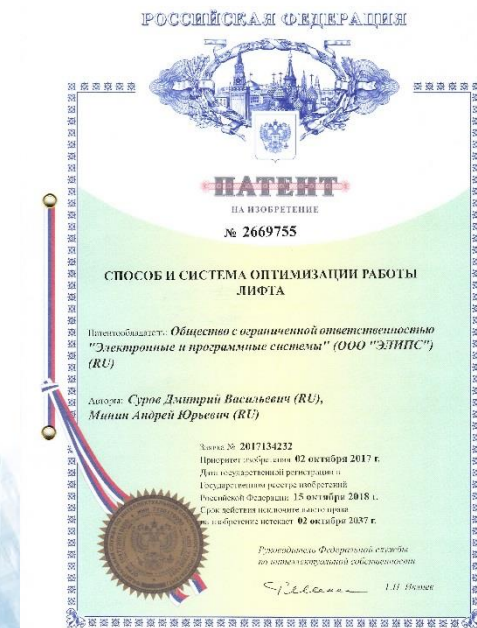 РОССИЙСКАЯ ФЕДЕРАЦИЯ
ПАТЕНТ
НА ИЗОБРЕТЕНИЕ
№ 2669755
СПОСОБ И СИСТЕМА ОПТИМИЗАЦИИ РАБОТЫ
ЛИФТА
Патентообладатель: Общество с ограниченной ответственностью
"Электронные и программные системы" (ООО "ЭЛИПС")
(RU)
Авторы: Суров Дмитрий Васильевич (RU),
Минин Андрей Юрьевич (RU)
Заявка № 2017134232
Приоритет изобретения 02 октября 2017 г.
Дата государственной регистрации в
Государственном реестре изобретений
Российской Федерации 15 октября 2018 г.
Срок действия исключительного права
на изобретение истекает 02 октября 2037 г.
Руководитель Федеральной службы
по интеллектуальной собственности
Г.П. Ивлиев